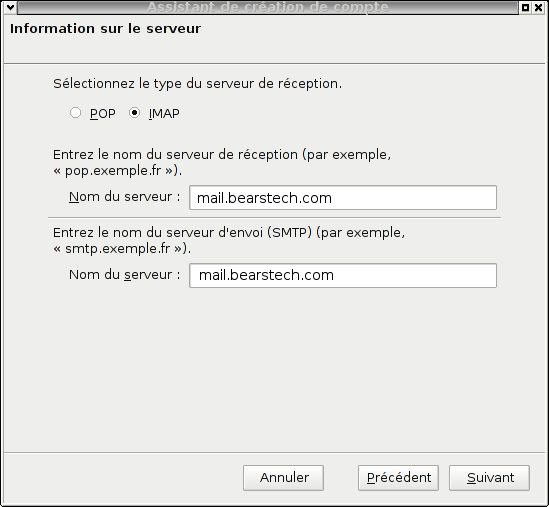 Assistant de création de compte
Information sur le serveur
Sélectionnez le type du serveur de réception.
POP IMAP
Entrez le nom du serveur de réception (par exemple,
« pop.exemple.fr »).
Nom du serveur : mail.bearstech.com
Entrez le nom du serveur d'envoi (SMTP) (par exemple,
« smtp.exemple.fr »).
Nom du serveur : mail.bearstech.com
Annuler Précédent Suivant